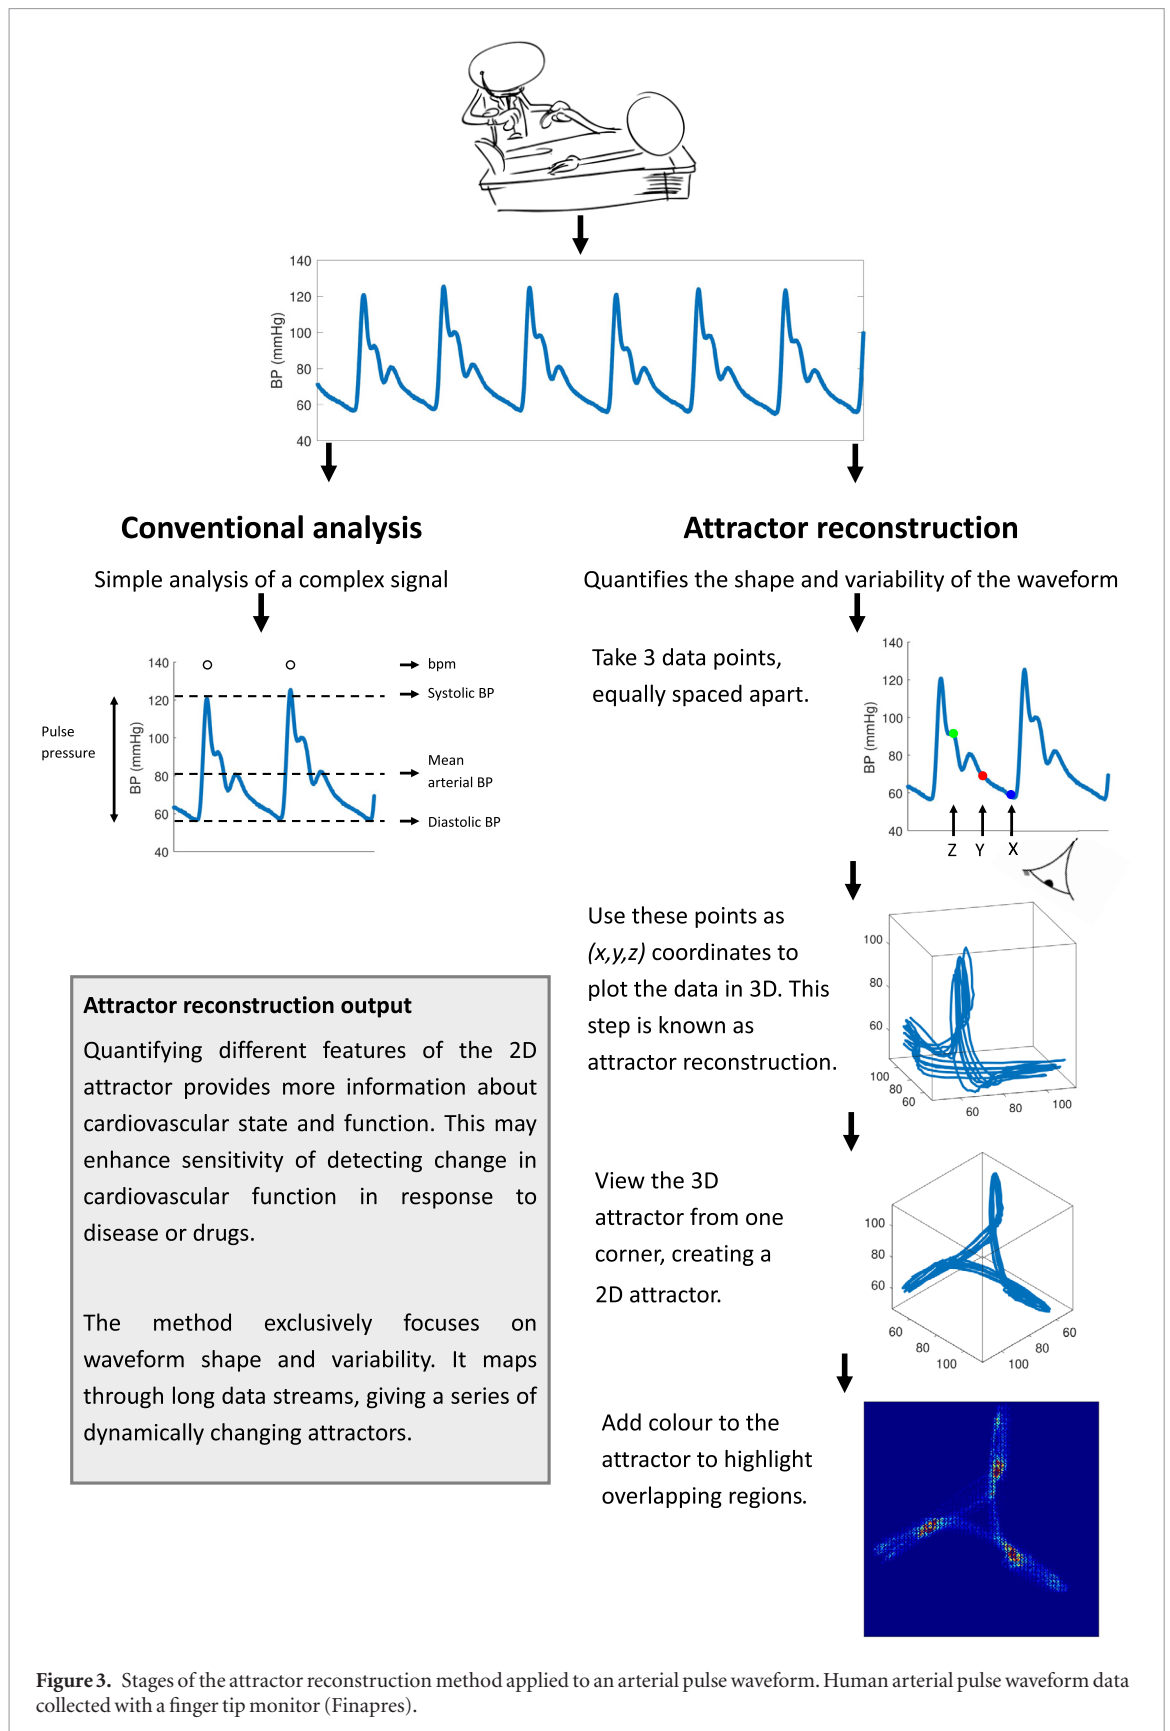 140
120
100
80
60
40
BP (mmHg)
Conventional analysis
Simple analysis of a complex signal
140
120
100
80
60
40
BP (mmHg)
Pulse
pressure
bpm
Systolic BP
Mean
arterial BP
Diastolic BP
Attractor reconstruction output
Quantifying different features of the 2D
attractor provides more information about
cardiovascular state and function. This may
enhance sensitivity of detecting change in
cardiovascular function in response to
disease or drugs.
The method exclusively focuses on
waveform shape and variability. It maps
through long data streams, giving a series of
dynamically changing attractors.
Attractor reconstruction
Quantifies the shape and variability of the waveform
Take 3 data points,
equally spaced apart.
140
120
100
80
60
40
BP (mmHg)
Z Y X
Use these points as
(x,y,z) coordinates to
plot the data in 3D. This
step is known as
attractor reconstruction.
100
80
60
100
80
60
60 80 100
View the 3D
attractor from one
corner, creating a
2D attractor.
100
80
60
60 80 100
100 80 60
Add colour to the
attractor to highlight
overlapping regions.
Figure 3. Stages of the attractor reconstruction method applied to an arterial pulse waveform. Human arterial pulse waveform data
collected with a finger tip monitor (Finapres).